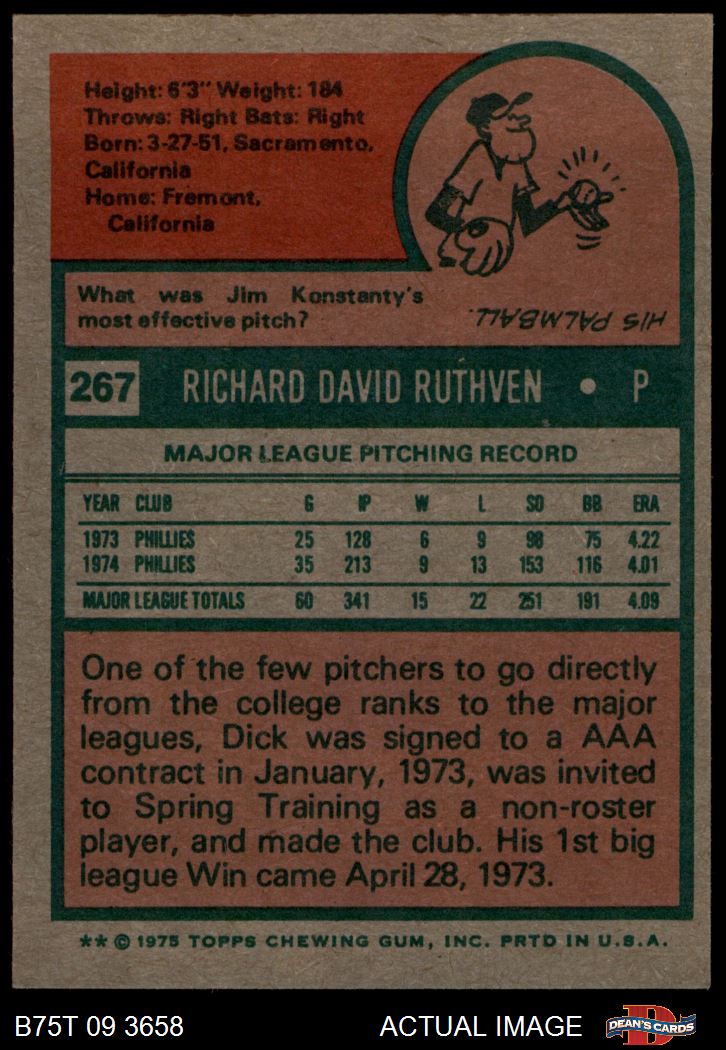 Height: 6'3" Weight: 184
Throws: Right Bats: Right
Born: 3-27-51, Sacramento,
California
Home: Fremont,
California
What was Jim Konstanty's
most effective pitch?
HIS PALMBALL.
267 RICHARD DAVID RUTHVEN • P
MAJOR LEAGUE PITCHING RECORD
YEAR CLUB G IP W L SO BB ERA
1973 PHILLIES 25 128 6 9 98 75 4.22
1974 PHILLIES 35 213 9 13 153 116 4.01
MAJOR LEAGUE TOTALS 60 341 15 22 251 191 4.09
One of the few pitchers to go directly
from the college ranks to the major
leagues, Dick was signed to a AAA
contract in January, 1973, was invited
to Spring Training as a non-roster
player, and made the club. His 1st big
league Win came April 28, 1973.
** © 1975 TOPPS CHEWING GUM, INC. PRTD IN U.S.A.
B75T 09 3658 ACTUAL IMAGE D DEAN'S CARDS